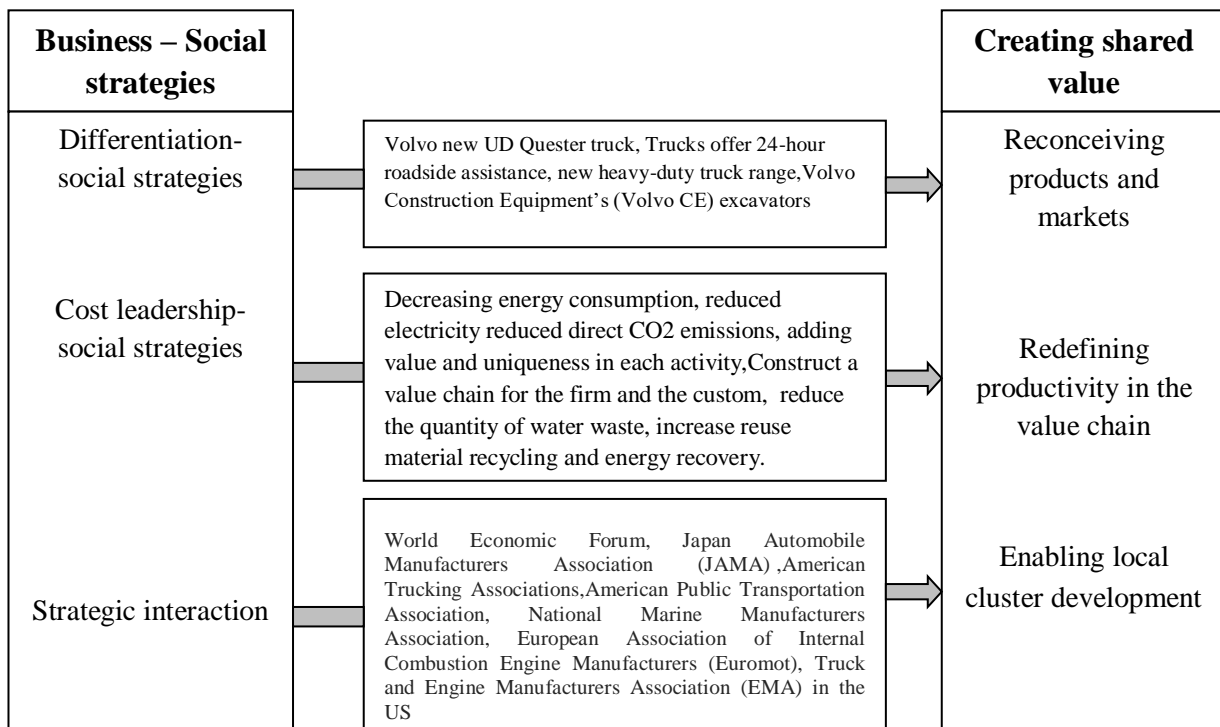 Business – Social
strategies
Differentiation-
social strategies
Cost leadership-
social strategies
Strategic interaction
Volvo new UD Quester truck, Trucks offer 24-hour
roadside assistance, new heavy-duty truck range,Volvo
Construction Equipment's (Volvo CE) excavators
Decreasing energy consumption, reduced
electricity reduced direct CO2 emissions, adding
value and uniqueness in each activity,Construct a
value chain for the firm and the custom, reduce
the quantity of water waste, increase reuse
material recycling and energy recovery.
World Economic Forum, Japan Automobile
Manufacturers Association (JAMA) ,American
Trucking Associations,American Public Transportation
Association, National Marine Manufacturers
Association, European Association of Internal
Combustion Engine Manufacturers (Euromot), Truck
and Engine Manufacturers Association (EMA) in the
US
Creating shared
value
Reconceiving
products and
markets
Redefining
productivity in the
value chain
Enabling local
cluster development